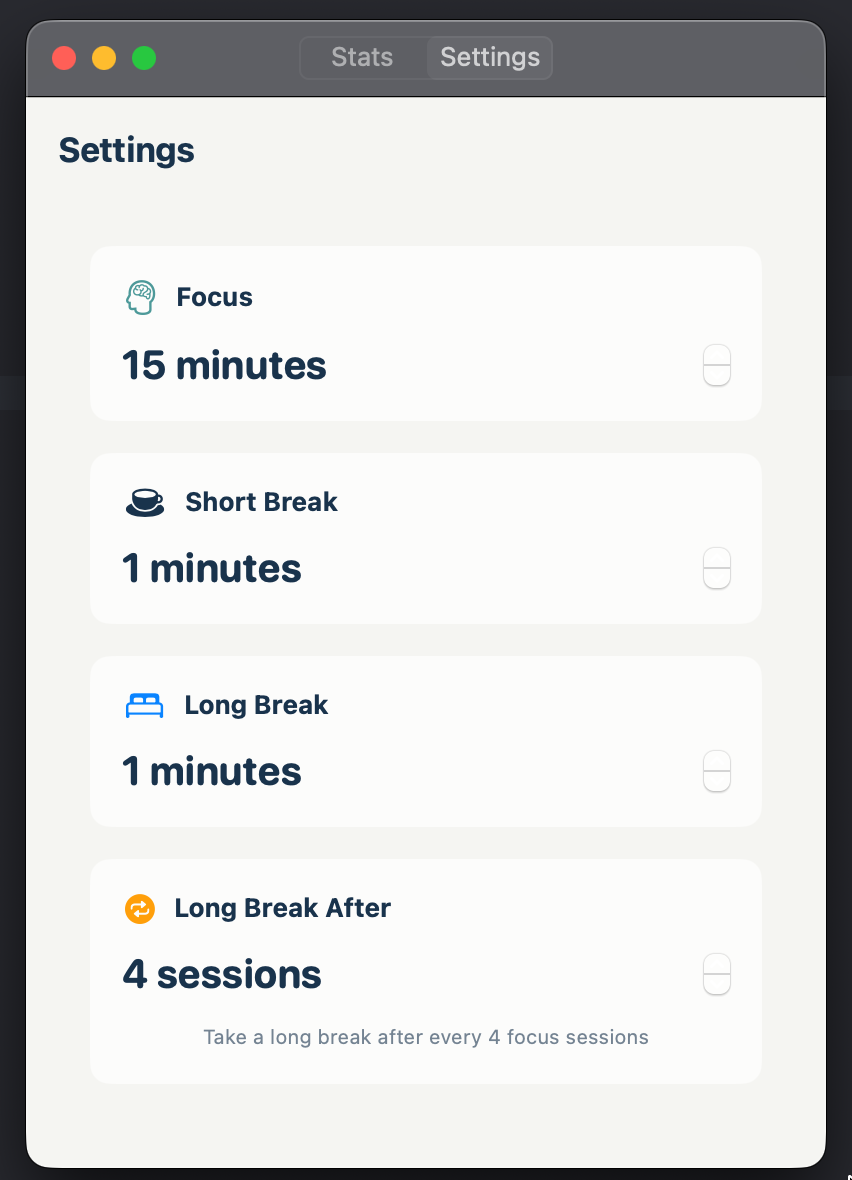 Stats Settings
Settings
Focus
15 minutes
Short Break
1 minutes
Long Break
1 minutes
Long Break After
4 sessions
Take a long break after every 4 focus sessions